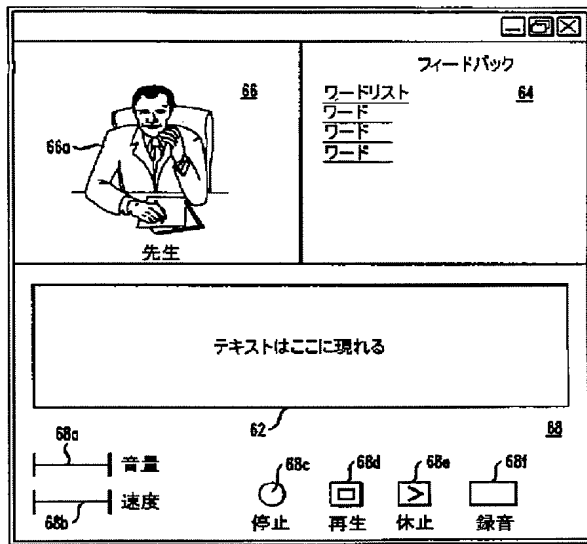 フィードバック
66
64
ワードリスト
ワード
ワード
ワード
66a
先生
テキストはここに現れる
62
68
68a
音量
68b
速度
68c
停止
68d
再生
68e
休止
68f
録音